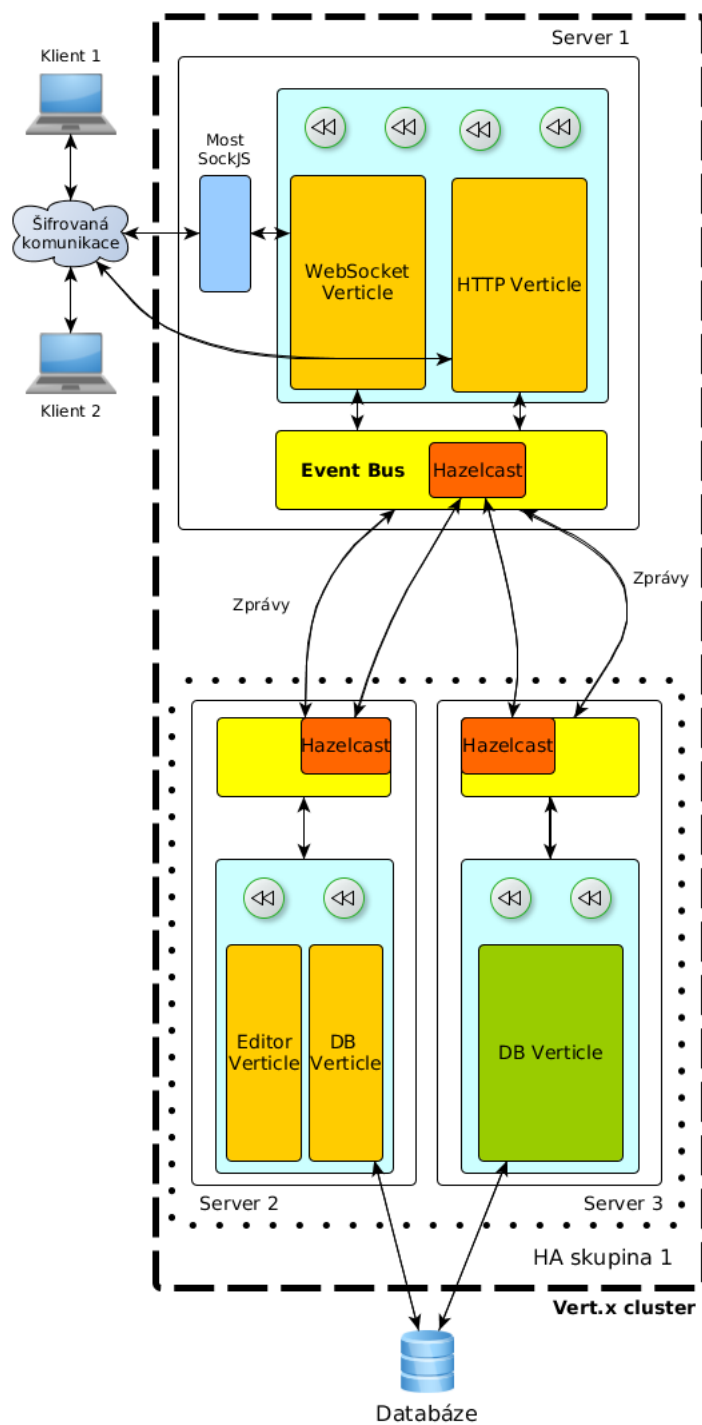 Server 1
Klient 1
Most
SockJS
Šifrovaná
komunikace
WebSocket
Verticle
HTTP Verticle
Klient 2
Event Bus
Hazelcast
Zprávy
Zprávy
Hazelcast
Hazelcast
Editor
Verticle
DB
Verticle
DB Verticle
Server 2
Server 3
HA skupina 1
Vert.x cluster
Databáze